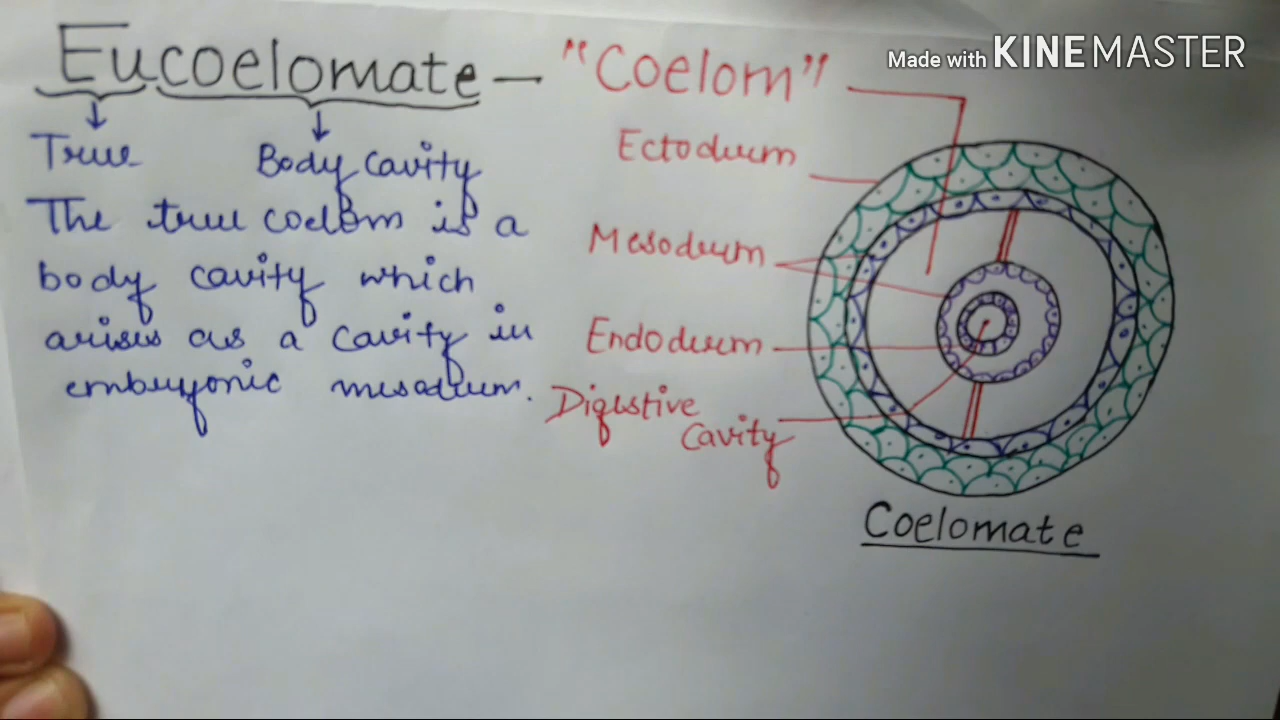 Eucoelomate — "Coelom"
Made with KINEMASTER
True Body Cavity
The true coelom is a
body cavity which
arises as a cavity in
embryonic mesoderm.
Ectoderm
Mesoderm
Endoderm
Digestive
Cavity
Coelomate